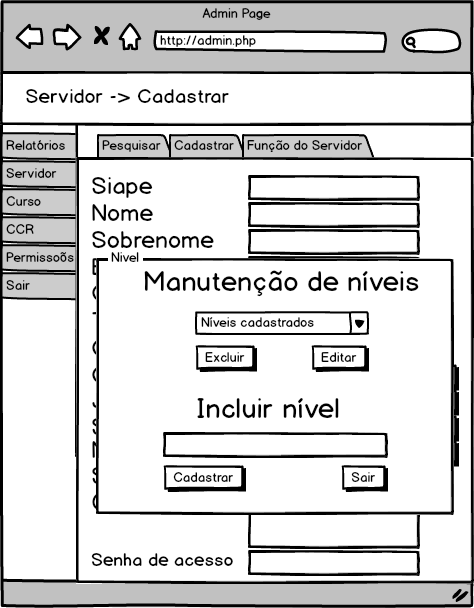 Admin Page
http://admin.php
Servidor -> Cadastrar
Relatórios
Servidor
Curso
CCR
Permissoõs
Sair
Pesquisar
Cadastrar
Função do Servidor
Siape
Nome
Sobrenome
Nivel
Manutenção de níveis
Níveis cadastrados
Excluir
Editar
Incluir nível
Cadastrar
Sair
Senha de acesso